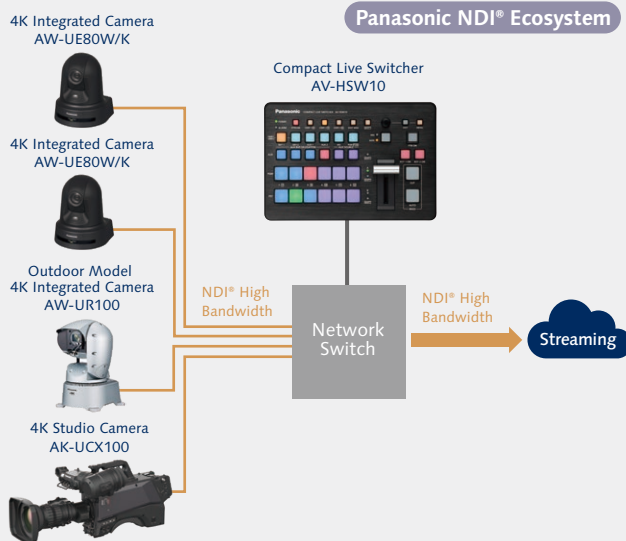 Panasonic NDI® Ecosystem
4K Integrated Camera
AW-UE80W/K
4K Integrated Camera
AW-UE80W/K
Outdoor Model
4K Integrated Camera
AW-UR100
4K Studio Camera
AK-UCX100
Compact Live Switcher
AV-HSW10
Panasonic
NDI® High
Bandwidth
Network
Switch
NDI® High
Bandwidth
Streaming